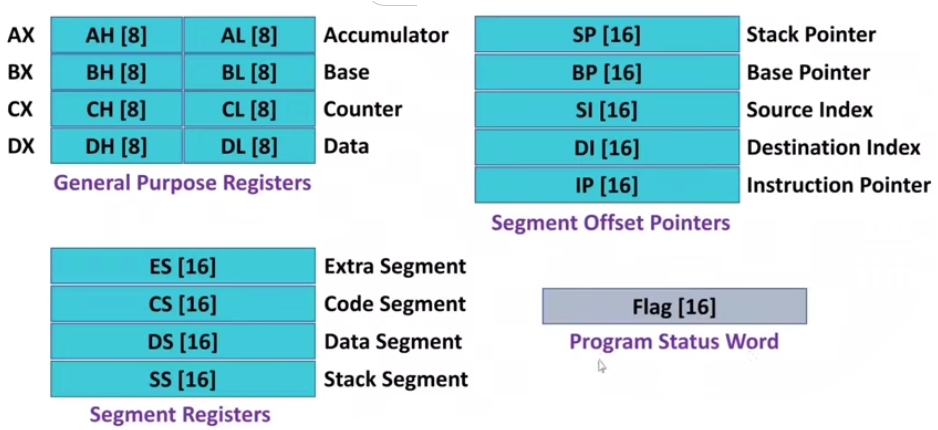 AX AH [8] AL [8] Accumulator
BX BH [8] BL [8] Base
CX CH [8] CL [8] Counter
DX DH [8] DL [8] Data
General Purpose Registers
SP [16] Stack Pointer
BP [16] Base Pointer
SI [16] Source Index
DI [16] Destination Index
IP [16] Instruction Pointer
Segment Offset Pointers
ES [16] Extra Segment
CS [16] Code Segment
DS [16] Data Segment
SS [16] Stack Segment
Segment Registers
Flag [16]
Program Status Word